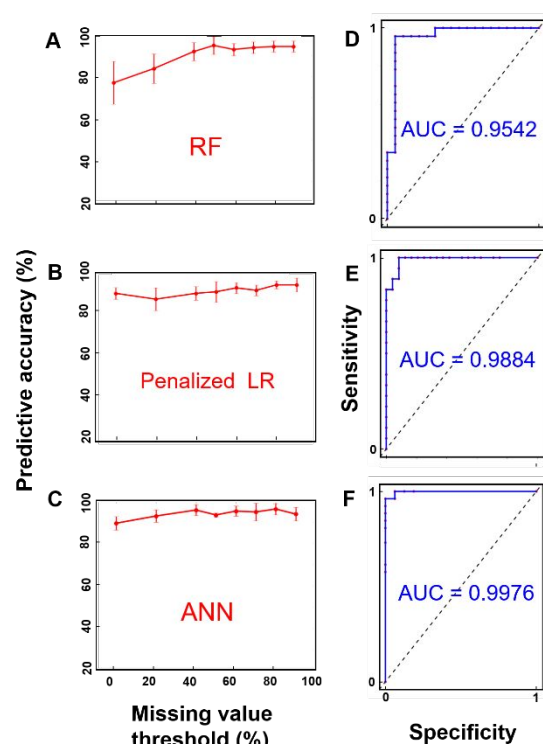 A
100
80
60
40
20
RF
D
1
AUC = 0.9542
0
B
100
80
60
40
20
Penalized LR
E
1
AUC = 0.9884
0
C
100
80
60
40
20
ANN
F
1
AUC = 0.9976
0
0 20 40 60 80 100
0 1
Predictive accuracy (%)
Sensitivity
Missing value
threshold (%)
Specificity